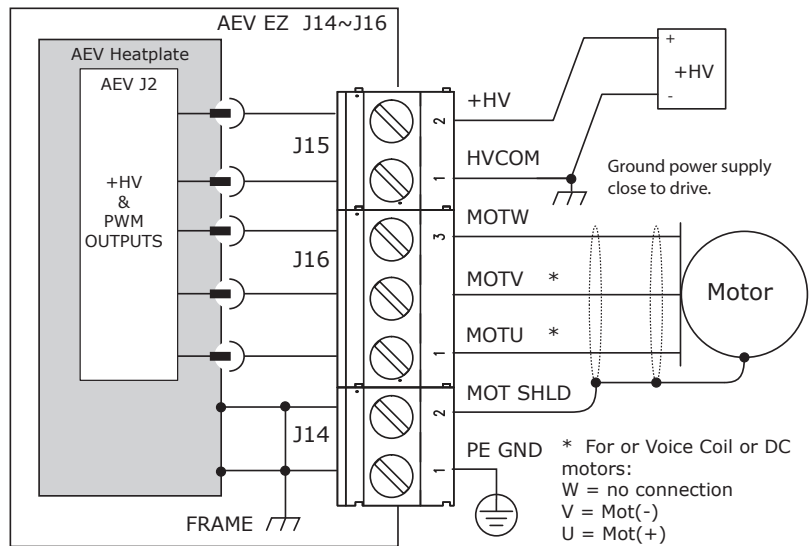 AEV EZ J14~J16
AEV Heatplate
AEV J2
+HV
&
PWM
OUTPUTS
J15
J16
J14
FRAME
2
1
3
1
2
1
+HV
HVCOM
MOTW
MOTV *
MOTU *
MOT SHLD
PE GND
+
+HV
-
Ground power supply
close to drive.
Motor
* For or Voice Coil or DC
motors:
W = no connection
V = Mot(-)
U = Mot(+)